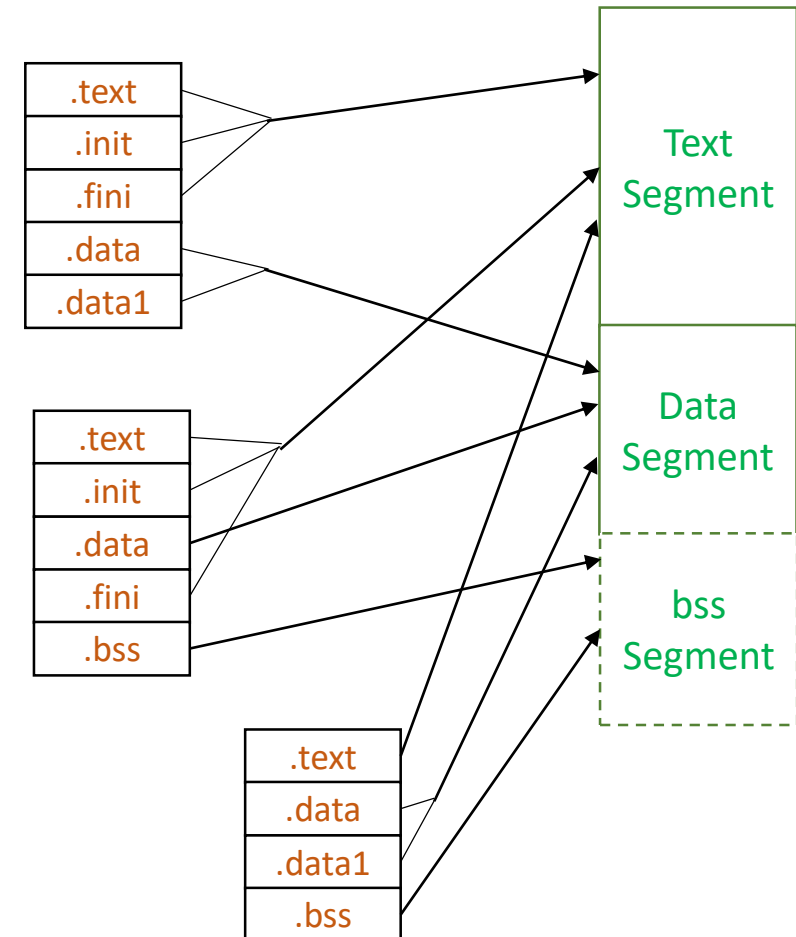 .text
.init
.fini
.data
.data1
.text
.init
.data
.fini
.bss
.text
.data
.data1
.bss
Text
Segment
Data
Segment
bss
Segment